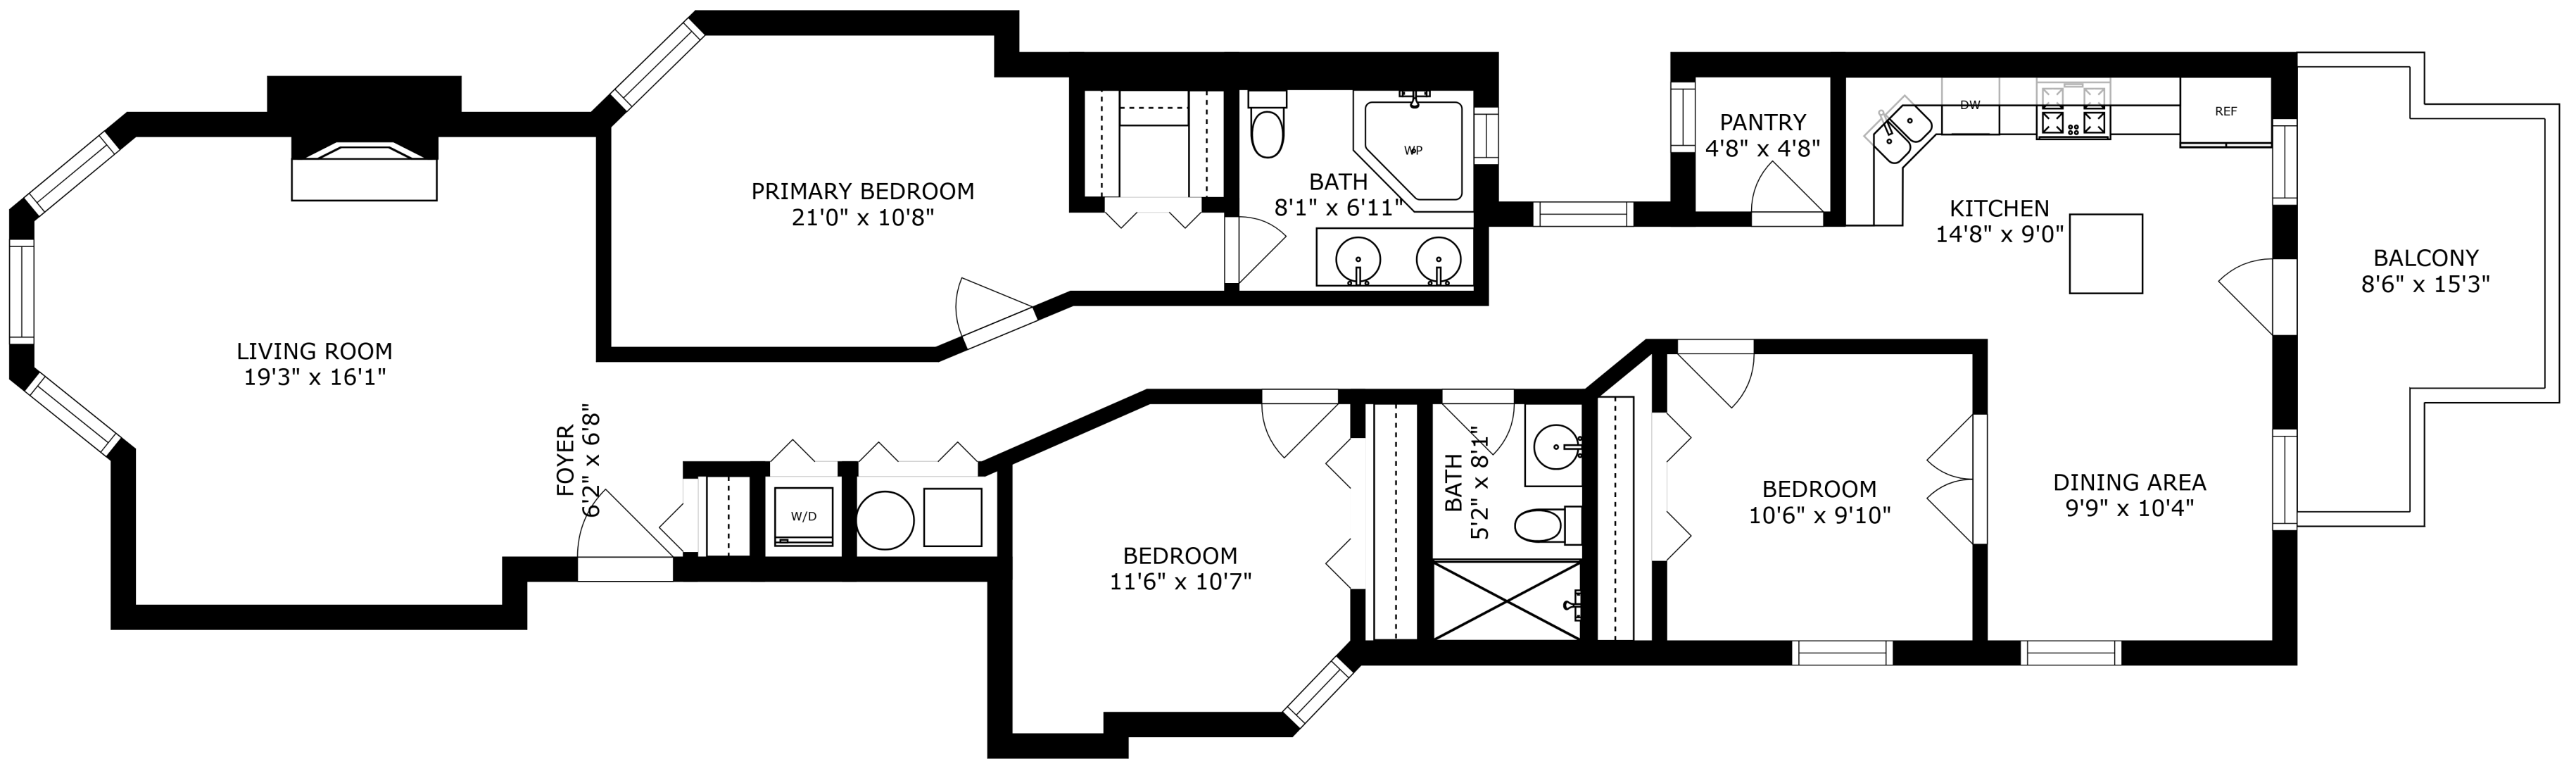 PRIMARY BEDROOM
21'0" x 10'8"
BATH
8'1" x 6'11"
WP
PANTRY
4'8" x 4'8"
DW
REF
KITCHEN
14'8" x 9'0"
BALCONY
8'6" x 15'3"
LIVING ROOM
19'3" x 16'1"
FOYER
6'2" x 6'8"
W/D
BEDROOM
11'6" x 10'7"
BATH
5'2" x 8'1"
BEDROOM
10'6" x 9'10"
DINING AREA
9'9" x 10'4"